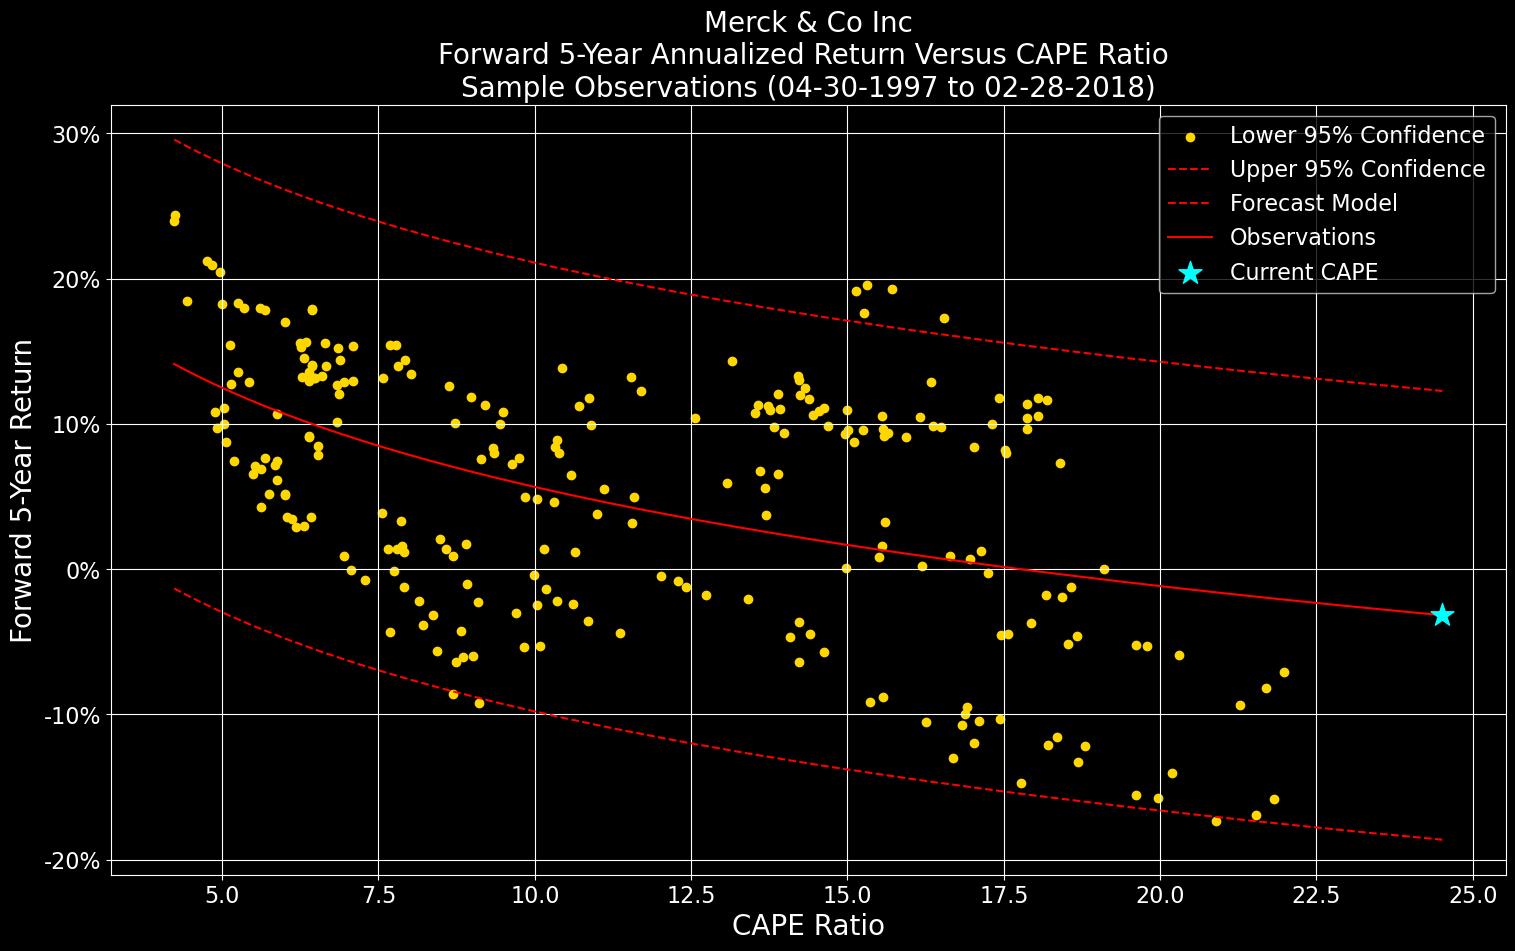 Merck & Co Inc
Forward 5-Year Annualized Return Versus CAPE Ratio
Sample Observations (04-30-1997 to 02-28-2018)
Forward 5-Year Return
30%
20%
10%
0%
-10%
-20%
Lower 95% Confidence
Upper 95% Confidence
Forecast Model
Observations
Current CAPE
5.0 7.5 10.0 12.5 15.0 17.5 20.0 22.5 25.0
CAPE Ratio